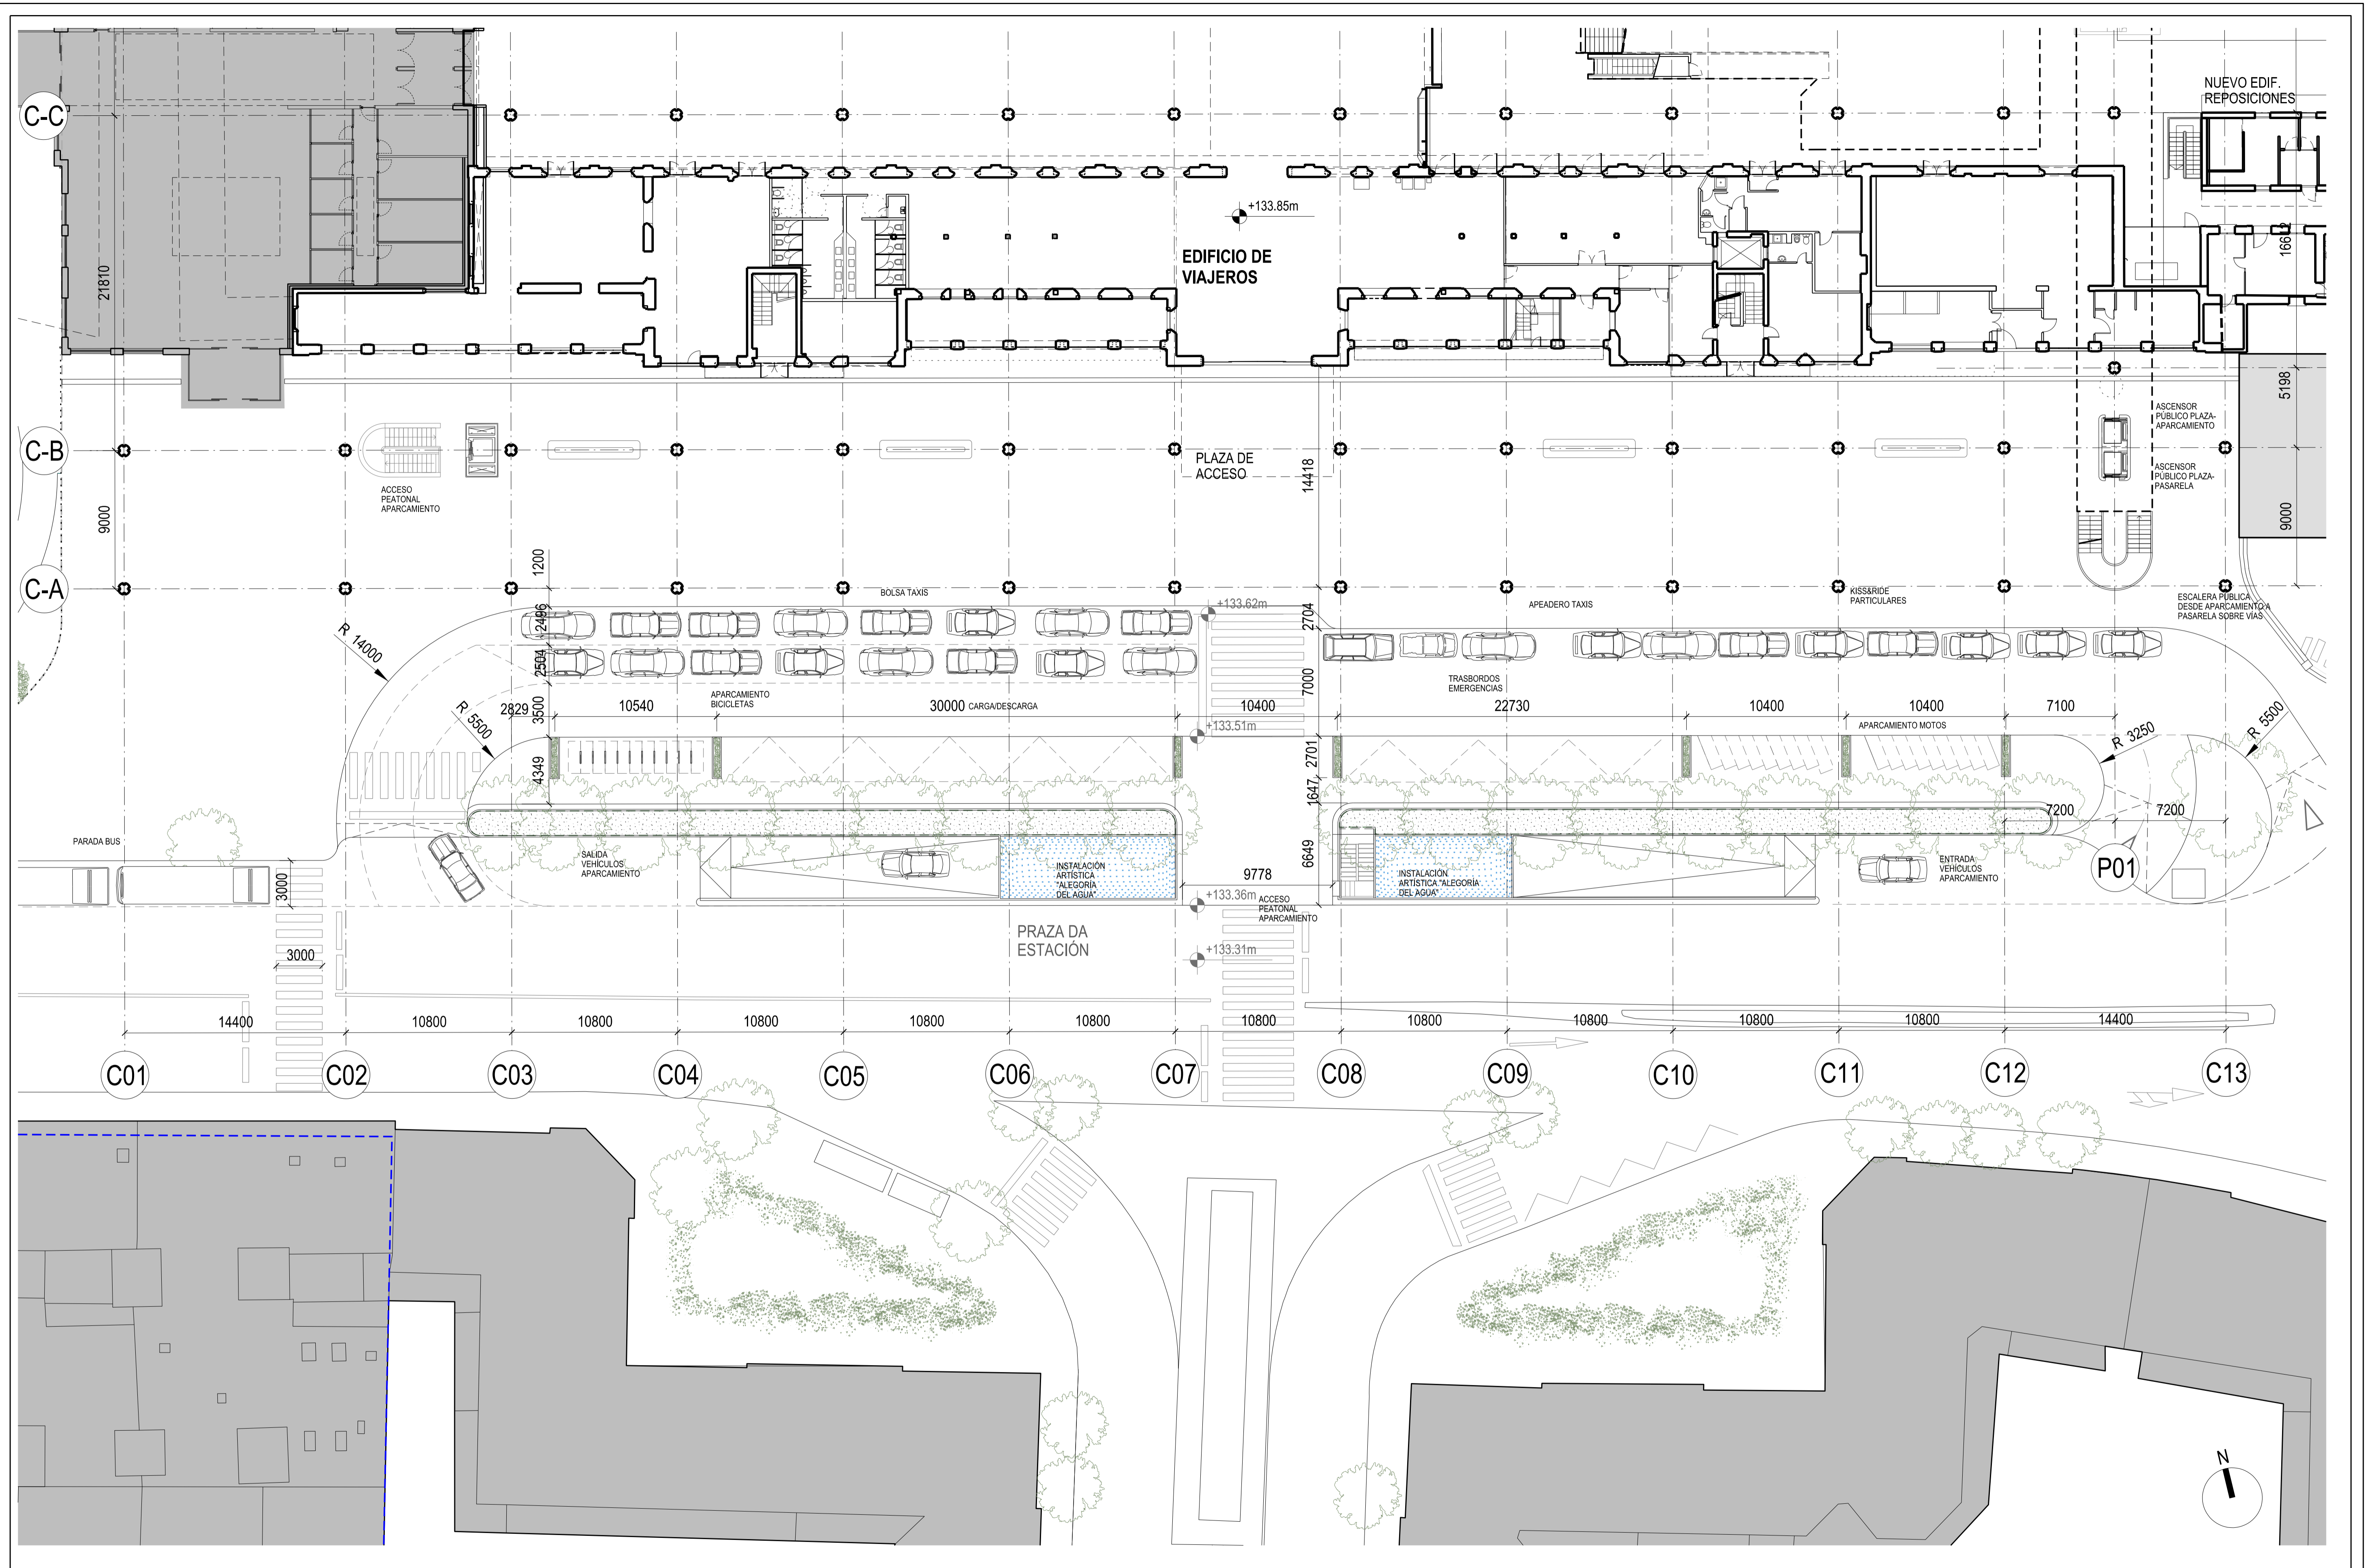 C-C
NUEVO EDIF.
REPOSICIONES
+133.85m
EDIFICIO DE
VIAJEROS
21810
16612
5198
ASCENSOR
PÚBLICO PLAZA-
APARCAMIENTO
C-B
PLAZA DE
ACCESO
14418
ASCENSOR
PÚBLICO PLAZA-
PASARELA
ACCESO
PEATONAL
APARCAMIENTO
9000
9000
1200
C-A
BOLSA TAXIS
KISS&RIDE
PARTICULARES
ESCALERA PÚBLICA
DESDE APARCAMIENTO A
PASARELA SOBRE VÍAS
+133.62m
APEADERO TAXIS
2496
2704
R 14000
2504
7000
TRASBORDOS
EMERGENCIAS
APARCAMIENTO
BICICLETAS
R 5500
2829
3500
10540
30000 CARGA/DESCARGA
10400
22730
10400
10400
7100
R 5500
+133.51m
APARCAMIENTO MOTOS
R 3250
4349
2701
1647
7200
7200
PARADA BUS
SALIDA
VEHÍCULOS
APARCAMIENTO
INSTALACIÓN
ARTÍSTICA
"ALEGORÍA
DEL AGUA"
6649
9778
INSTALACIÓN
ARTÍSTICA "ALEGORÍA
DEL AGUA"
ENTRADA
VEHÍCULOS
APARCAMIENTO
P01
3000
+133.36m
ACCESO
PEATONAL
APARCAMIENTO
PRAZA DA
ESTACIÓN
+133.31m
3000
14400 10800 10800 10800 10800 10800 10800 10800 10800 10800 10800 14400
C01 C02 C03 C04 C05 C06 C07 C08 C09 C10 C11 C12 C13
N